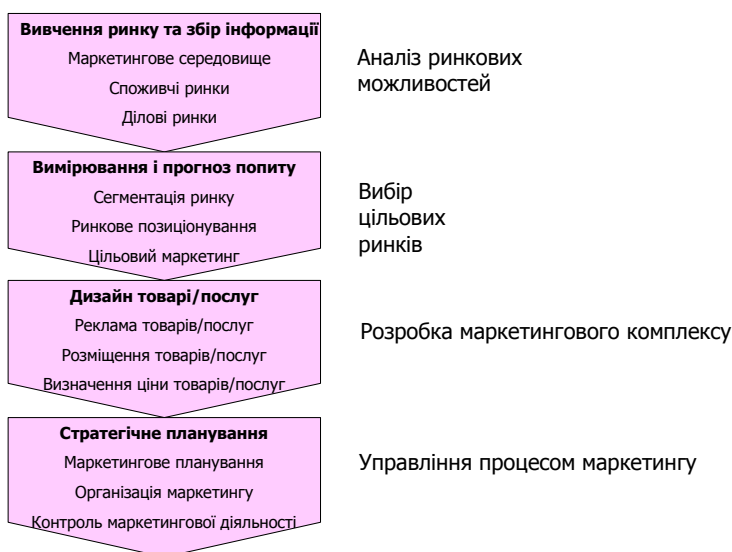 Вивчення ринку та збір інформації
Маркетингове середовище
Споживчі ринки
Ділові ринки
Аналіз ринкових
можливостей
Вимірювання і прогноз попиту
Сегментація ринку
Ринкове позиціонування
Цільовий маркетинг
Вибір
цільових
ринків
Дизайн товарі/послуг
Реклама товарів/послуг
Розміщення товарів/послуг
Визначення ціни товарів/послуг
Розробка маркетингового комплексу
Стратегічне планування
Маркетингове планування
Організація маркетингу
Контроль маркетингової діяльності
Управління процесом маркетингу